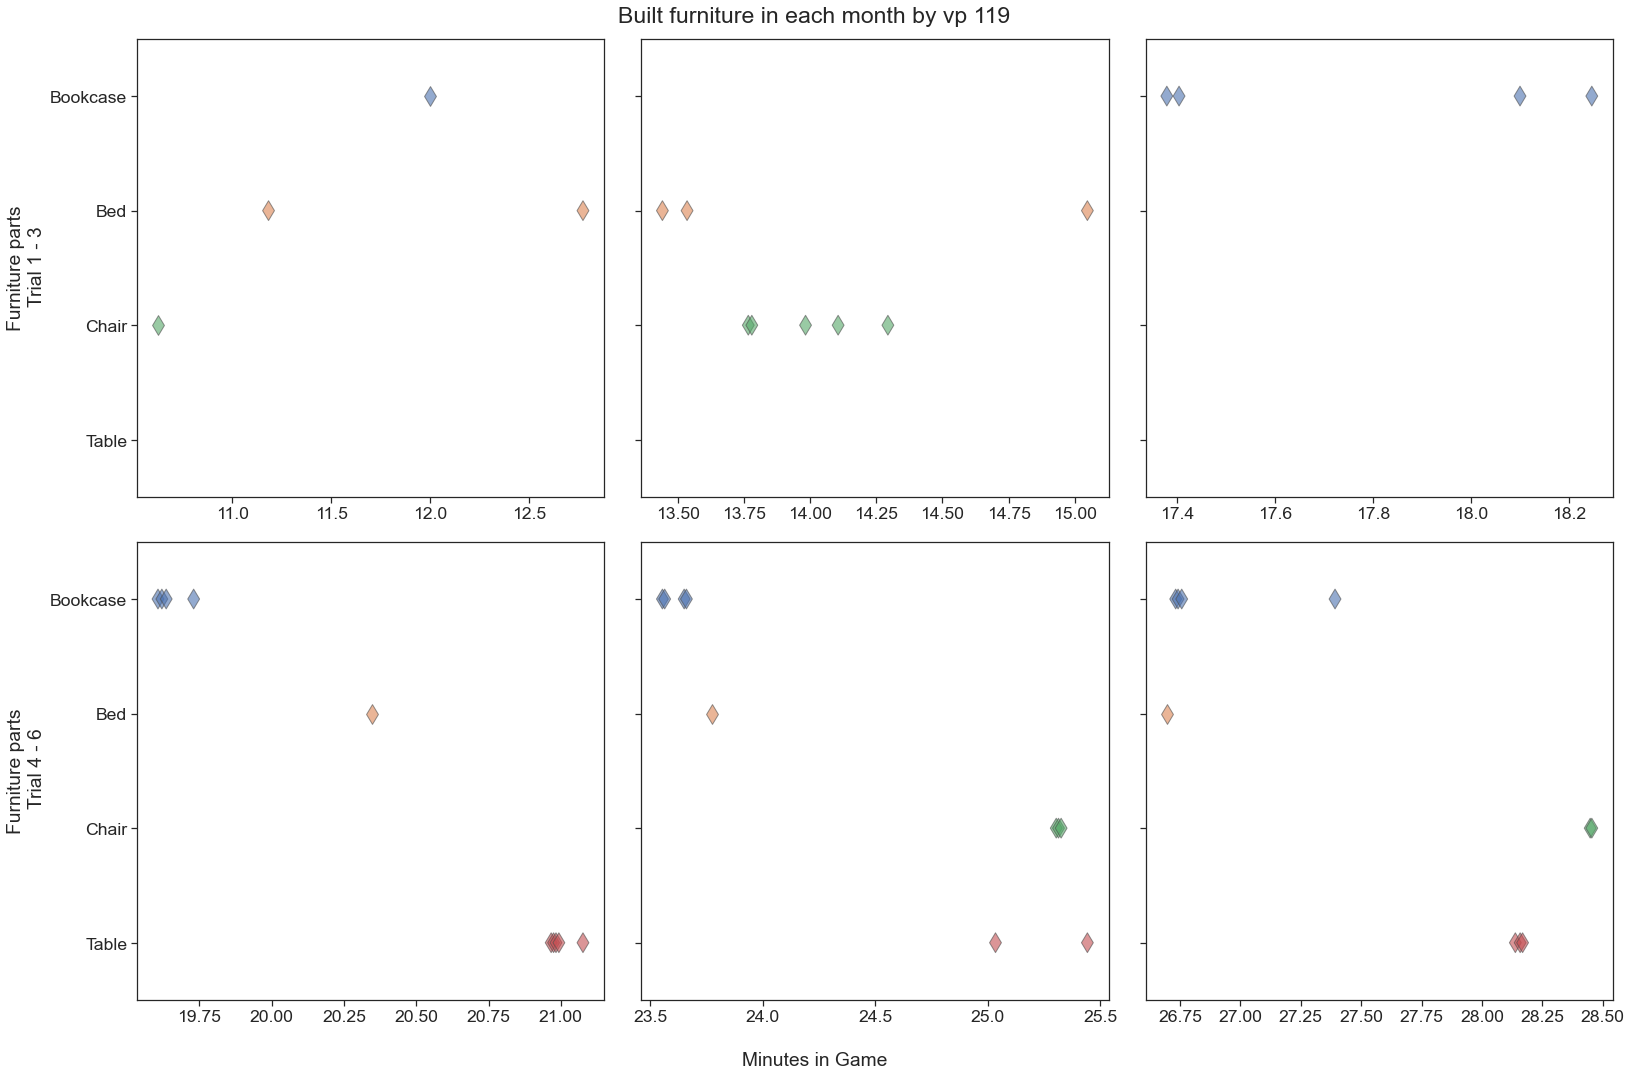 Built furniture in each month by vp 119
Furniture parts
Trial 1 - 3
Bookcase
Bed
Chair
Table
11.0 11.5 12.0 12.5
13.50 13.75 14.00 14.25 14.50 14.75 15.00
17.4 17.6 17.8 18.0 18.2
Furniture parts
Trial 4 - 6
Bookcase
Bed
Chair
Table
19.75 20.00 20.25 20.50 20.75 21.00
23.5 24.0 24.5 25.0 25.5
26.75 27.00 27.25 27.50 27.75 28.00 28.25 28.50
Minutes in Game